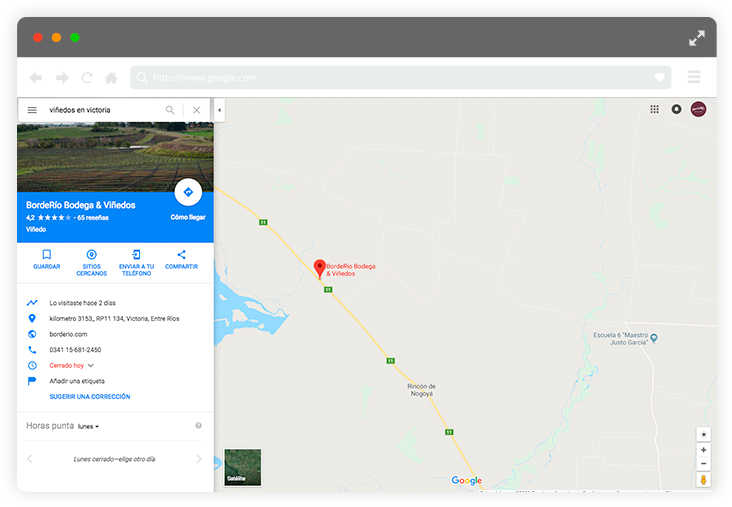 https://www.google.com
viñedos en victoria
BordeRío Bodega & Viñedos
4,2 ★★★★★ · 65 reseñas
Viñedo
Cómo llegar
GUARDAR
SITIOS
CERCANOS
ENVIAR A TU
TELÉFONO
COMPARTIR
Lo visitaste hace 2 días
kilometro 3153,, RP11 134, Victoria, Entre Ríos
borderio.com
0341 15-681-2450
Cerrado hoy
Añadir una etiqueta
SUGERIR UNA CORRECCIÓN
Horas punta lunes
Lunes cerrado—elige otro día
11
BordeRío Bodega
& Viñedos
11
Escuela 6 "Maestro
Justo García"
11
Rincón de
Nogoyá
11
Satélite
Google